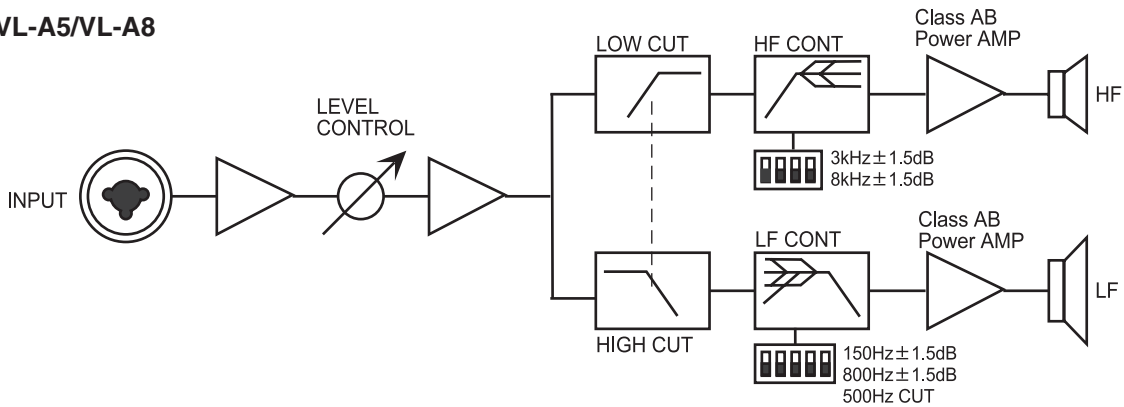 VL-A5/VL-A8
Class AB
Power AMP
LOW CUT
HF CONT
HF
LEVEL
CONTROL
3kHz±1.5dB
8kHz±1.5dB
INPUT
Class AB
Power AMP
LF CONT
LF
HIGH CUT
150Hz±1.5dB
800Hz±1.5dB
500Hz CUT